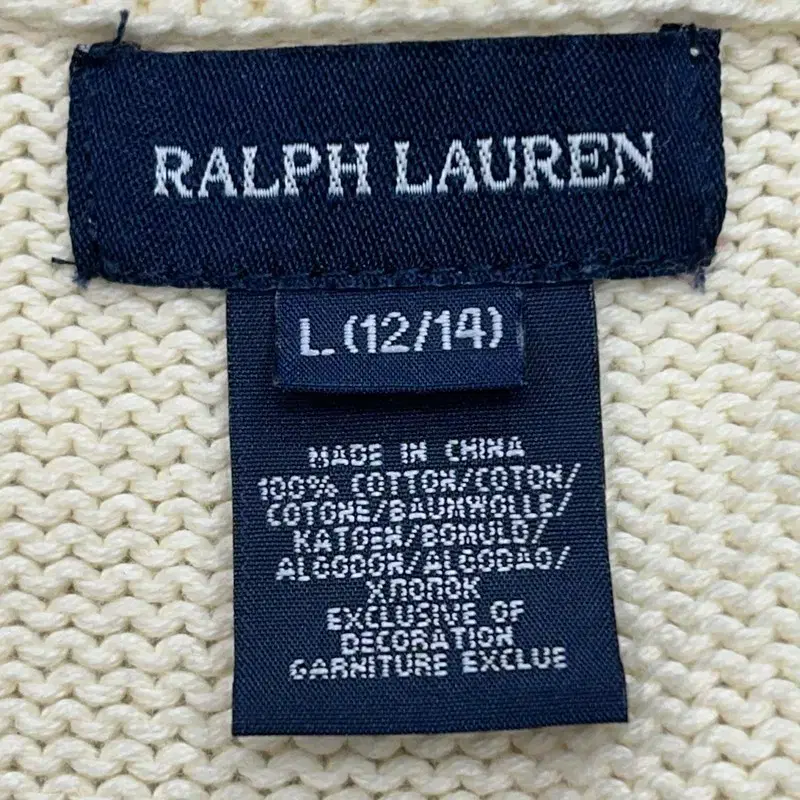 RALPH LAUREN
L (12/14)
MADE IN CHINA
100% COTTON/COTON/
COTONE/BAUMWOLLE/
KATOEN/BOMULD/
ALGODON/ALGODAO/
ХЛОПОК
EXCLUSIVE OF
DECORATION
GARNITURE EXCLUE